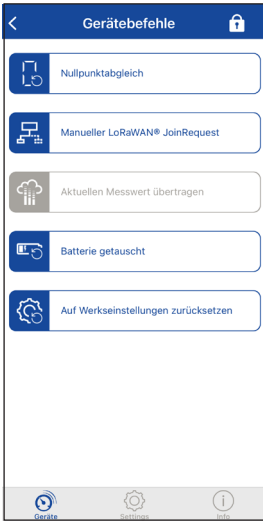 Gerätebefehle
Nullpunktabgleich
Manueller LoRaWAN® JoinRequest
Aktuellen Messwert übertragen
Batterie getauscht
Auf Werkseinstellungen zurücksetzen
Geräte
Settings
Info